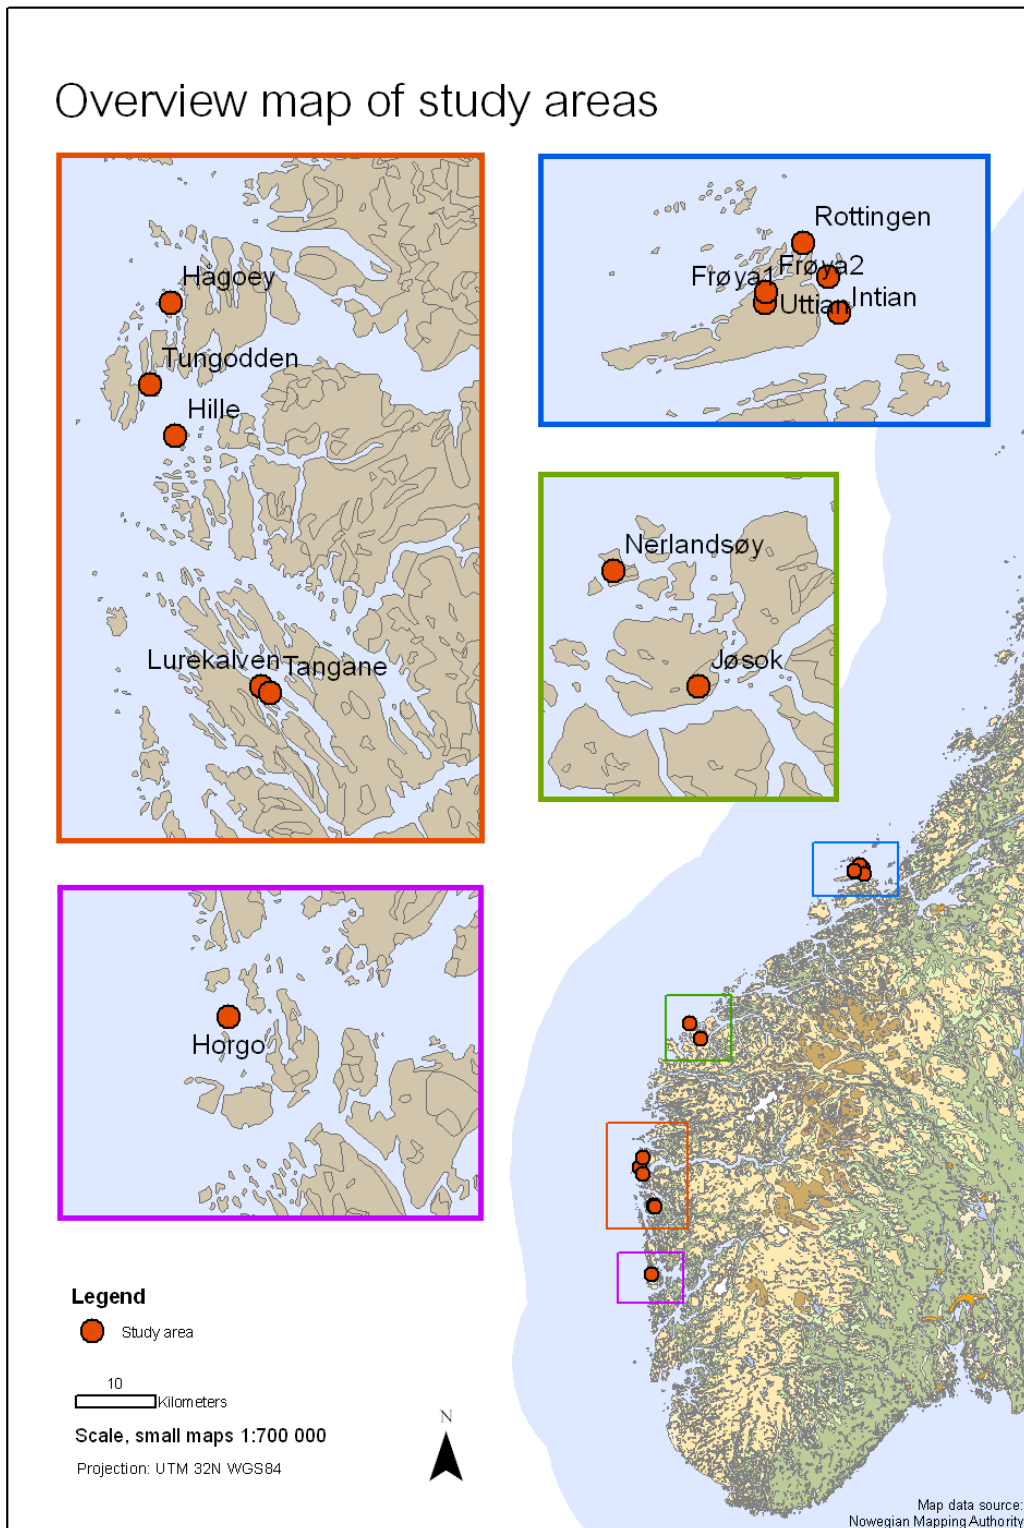 Overview map of study areas
Hågoey
Tungodden
Hille
Lurekalven
Tangane
Rottingen
Frøya1
Frøya2
Uttian
Intian
Nerlandsøy
Jøsok
Horgo
Legend
Study area
10
Kilometers
Scale, small maps 1:700 000
Projection: UTM 32N WGS84
N
Map data source:
Nowegian Mapping Authority